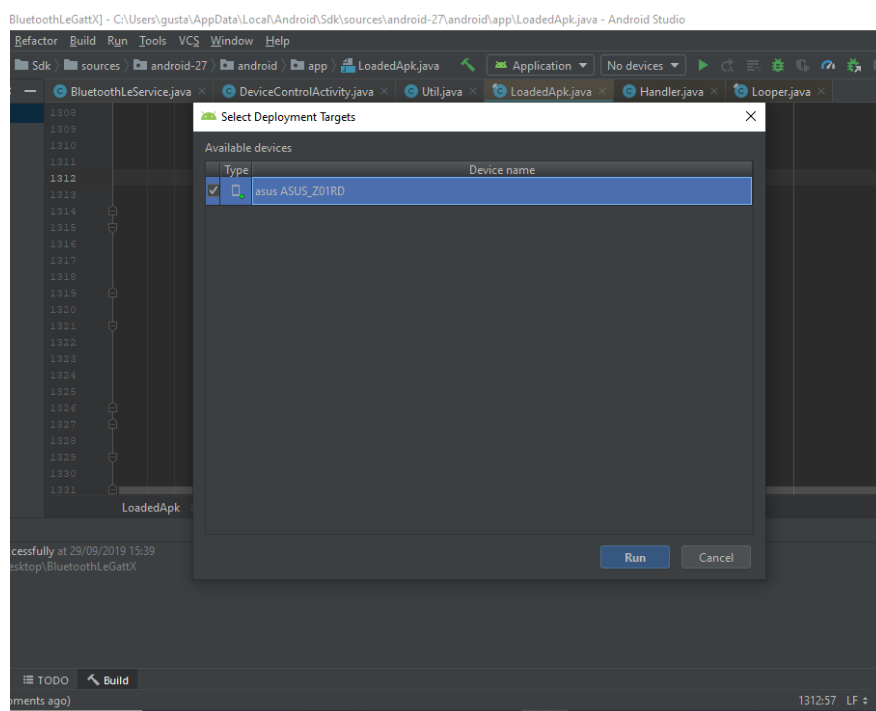 BluetoothLeGattX] - C:\Users\gusta\AppData\Local\Android\Sdk\sources\android-27\android\app\LoadedApk.java - Android Studio
Refactor Build Run Tools VCS Window Help
Sdk sources android-27 android app LoadedApk.java Application No devices
BluetoothLeService.java DeviceControlActivity.java Util.java LoadedApk.java Handler.java Looper.java
Select Deployment Targets
Available devices
Type Device name
asus ASUS_Z01RD
1308
1309
1310
1311
1312
1313
1314
1315
1316
1317
1318
1319
1320
1321
1322
1323
1324
1325
1326
1327
1328
1329
1330
1331
LoadedApk
Run Cancel
cessfully at 29/09/2019 15:39
esktop\BluetoothLeGattX
TODO Build
oments ago)
1312:57 LF